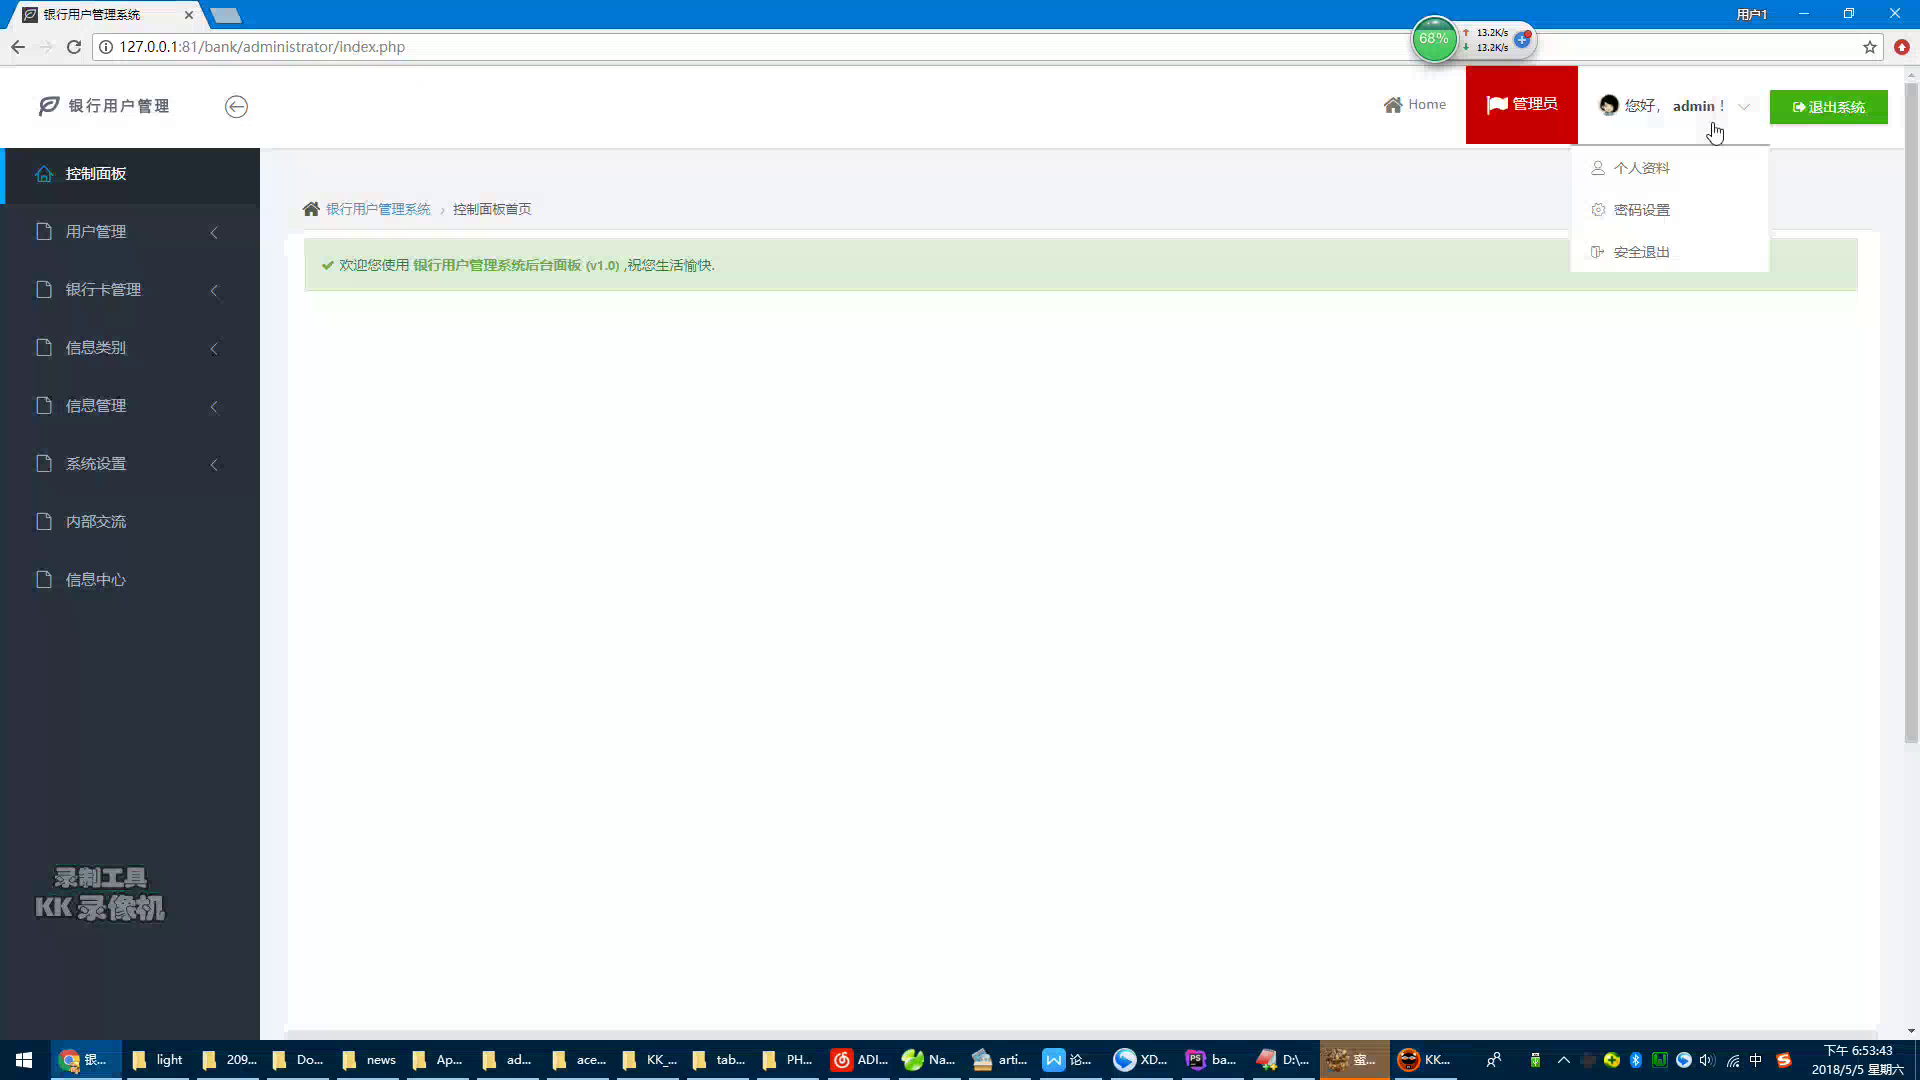 银行用户管理系统
用户1
127.0.0.1:81/bank/administrator/index.php
68%
13.2K/s
13.2K/s
银行用户管理
Home
管理员
您好， admin！
退出系统
个人资料
密码设置
安全退出
控制面板
用户管理
银行卡管理
信息类别
信息管理
系统设置
内部交流
信息中心
银行用户管理系统 › 控制面板首页
欢迎您使用 银行用户管理系统后台面板 (v1.0) ,祝您生活愉快.
录制工具
KK 录像机
银... light 209... Do... news Ap... ad... ace... KK_... tab... PH... ADI... Na... arti... 论... XD... ba... D:\... 蜜... KK...
中
下午 6:53:43
2018/5/5 星期六